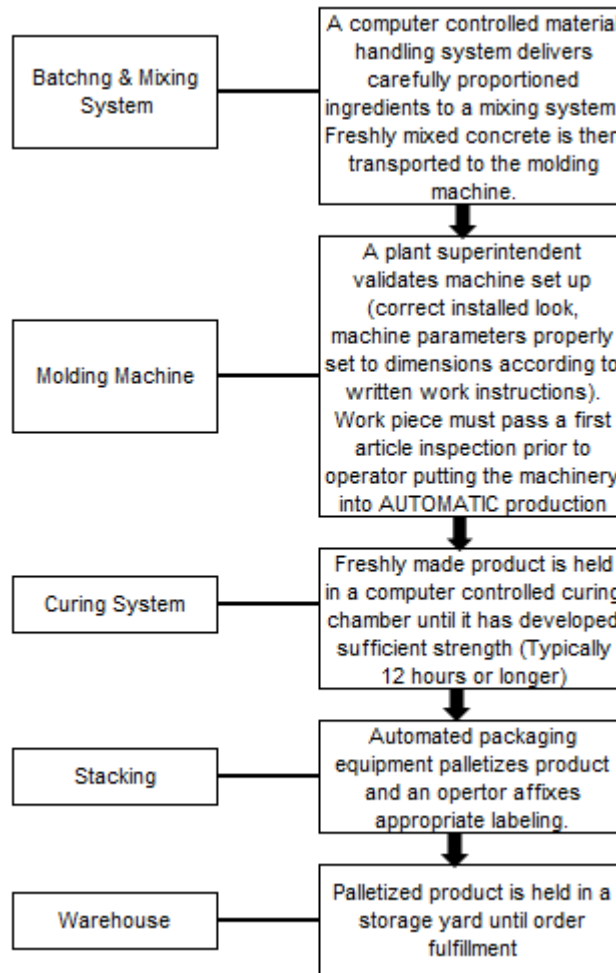 Batchng & Mixing
System
A computer controlled material
handling system delivers
carefully proportioned
ingredients to a mixing system
Freshly mixed concrete is then
transported to the molding
machine.
Molding Machine
A plant superintendent
validates machine set up
(correct installed look,
machine parameters properly
set to dimensions according to
written work instructions).
Work piece must pass a first
article inspection prior to
operator putting the machinery
into AUTOMATIC production
Curing System
Freshly made product is held
in a computer controlled curing
chamber until it has developed
sufficient strength (Typically
12 hours or longer)
Stacking
Automated packaging
equipment palletizes product
and an opertor affixes
appropriate labeling.
Warehouse
Palletized product is held in a
storage yard until order
fulfillment